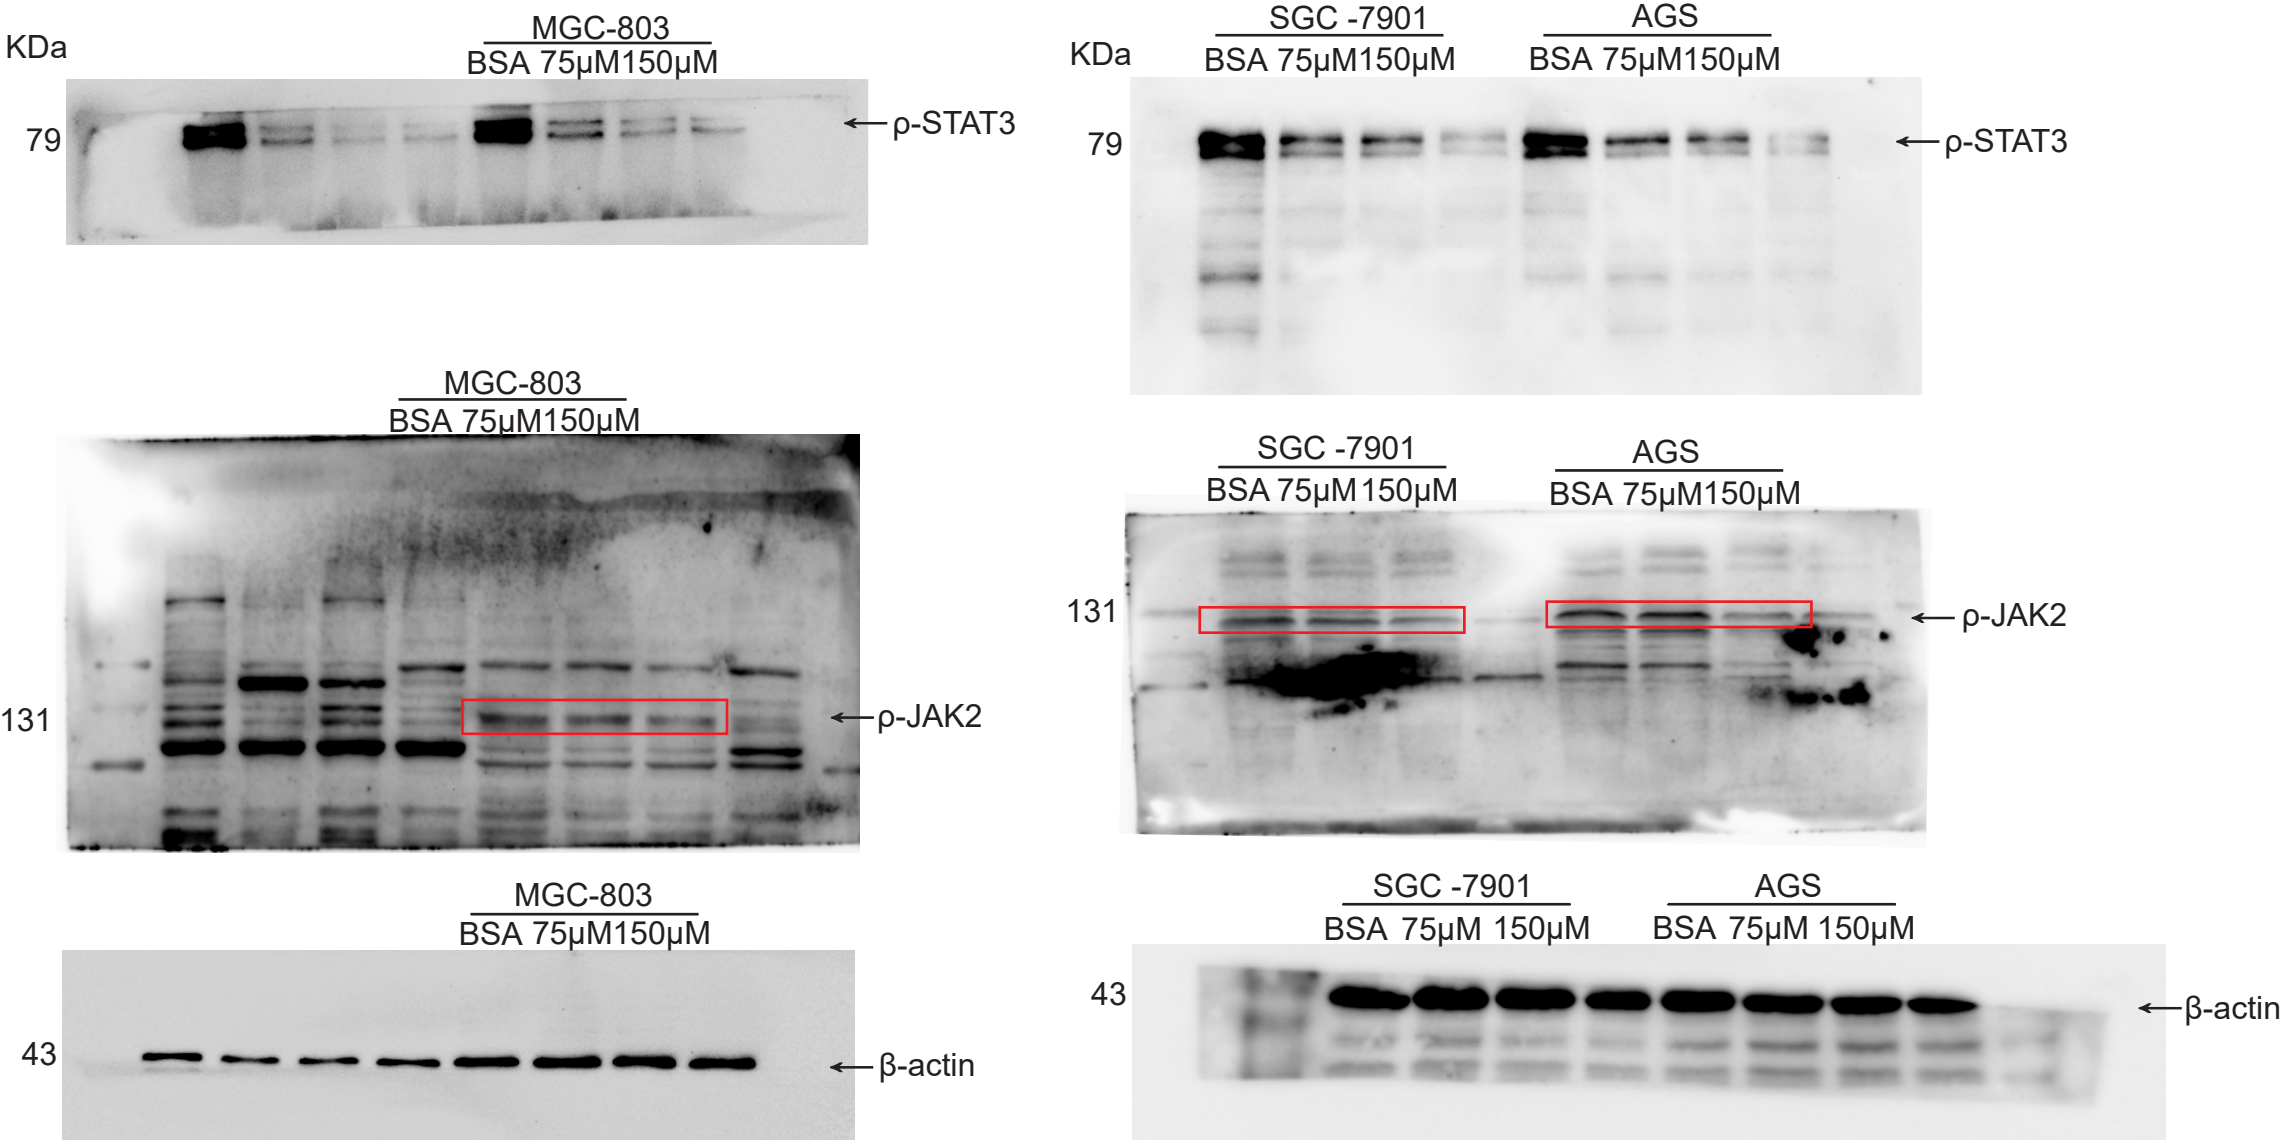 MGC-803
KDa
BSA 75µM150µM
79
ρ-STAT3
SGC -7901
AGS
KDa
BSA 75µM150µM
BSA 75µM150µM
79
ρ-STAT3
MGC-803
BSA 75µM150µM
131
ρ-JAK2
SGC -7901
AGS
BSA 75µM150µM
BSA 75µM150µM
131
ρ-JAK2
MGC-803
BSA 75µM150µM
43
β-actin
SGC -7901
AGS
BSA 75µM 150µM
BSA 75µM 150µM
43
β-actin